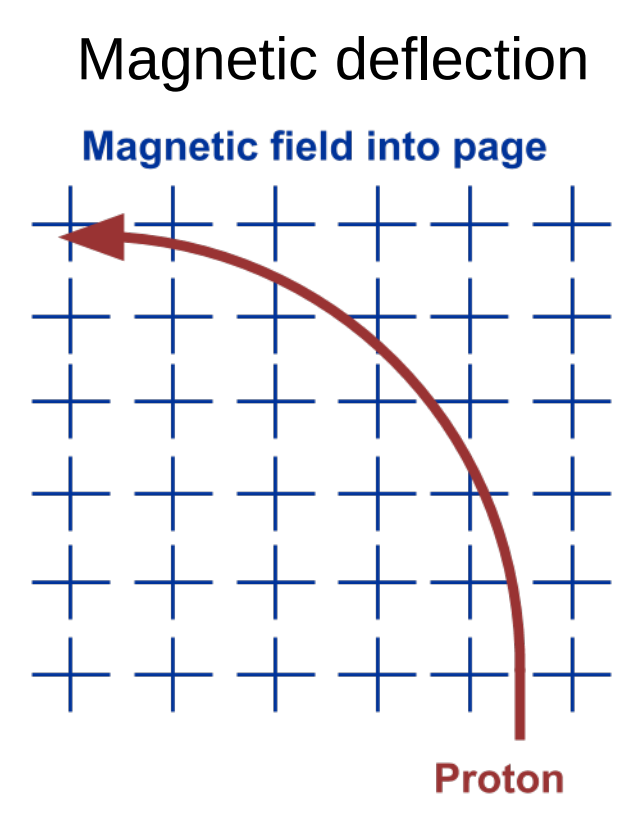 Magnetic deflection
Magnetic field into page
Proton